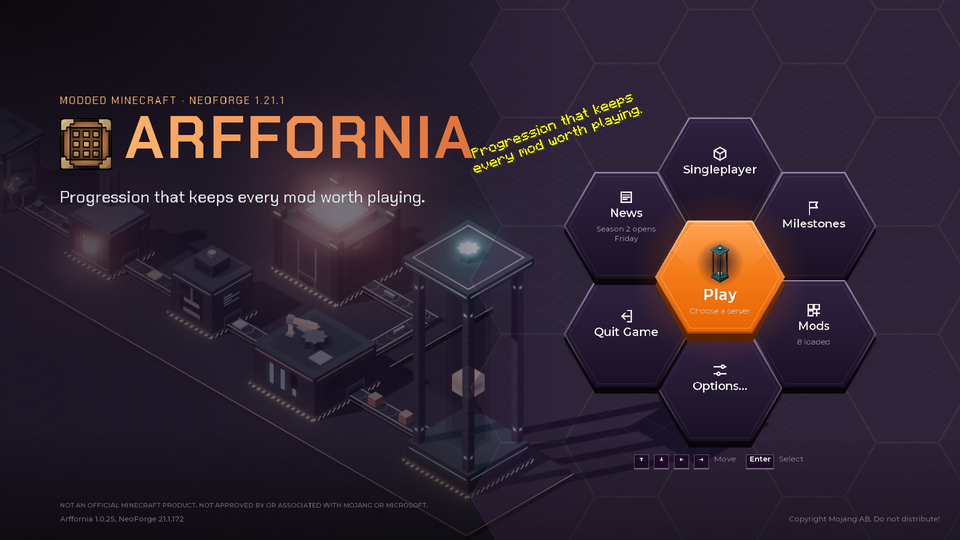 MODDED MINECRAFT · NEOFORGE 1.21.1
ARFFORNIA
Progression that keeps
every mod worth playing.
Progression that keeps every mod worth playing.
Singleplayer
News
Season 2 opens
Friday
Milestones
Play
Choose a server
Quit Game
Mods
8 loaded
Options...
↑ ↓ ← → Move Enter Select
NOT AN OFFICIAL MINECRAFT PRODUCT. NOT APPROVED BY OR ASSOCIATED WITH MOJANG OR MICROSOFT.
Arffornia 1.0.25, NeoForge 21.1.172
Copyright Mojang AB. Do not distribute!